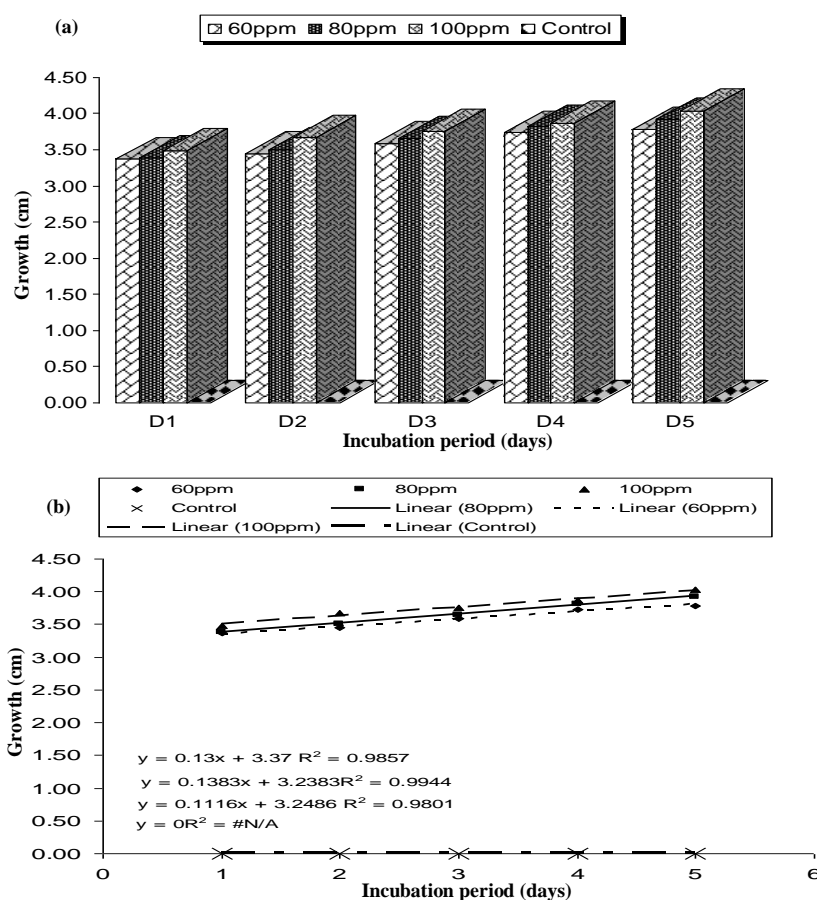 (a)
60ppm 80ppm 100ppm Control
4.50
4.00
3.50
3.00
2.50
2.00
1.50
1.00
0.50
0.00
Growth (cm)
D1 D2 D3 D4 D5
Incubation period (days)
(b)
60ppm 80ppm 100ppm
Control Linear (80ppm) Linear (60ppm)
Linear (100ppm) Linear (Control)
4.50
4.00
3.50
3.00
2.50
2.00
1.50
1.00
0.50
0.00
Growth (cm)
y = 0.13x + 3.37 R² = 0.9857
y = 0.1383x + 3.2383R² = 0.9944
y = 0.1116x + 3.2486 R² = 0.9801
y = 0R² = #N/A
0 1 2 3 4 5 6
Incubation period (days)